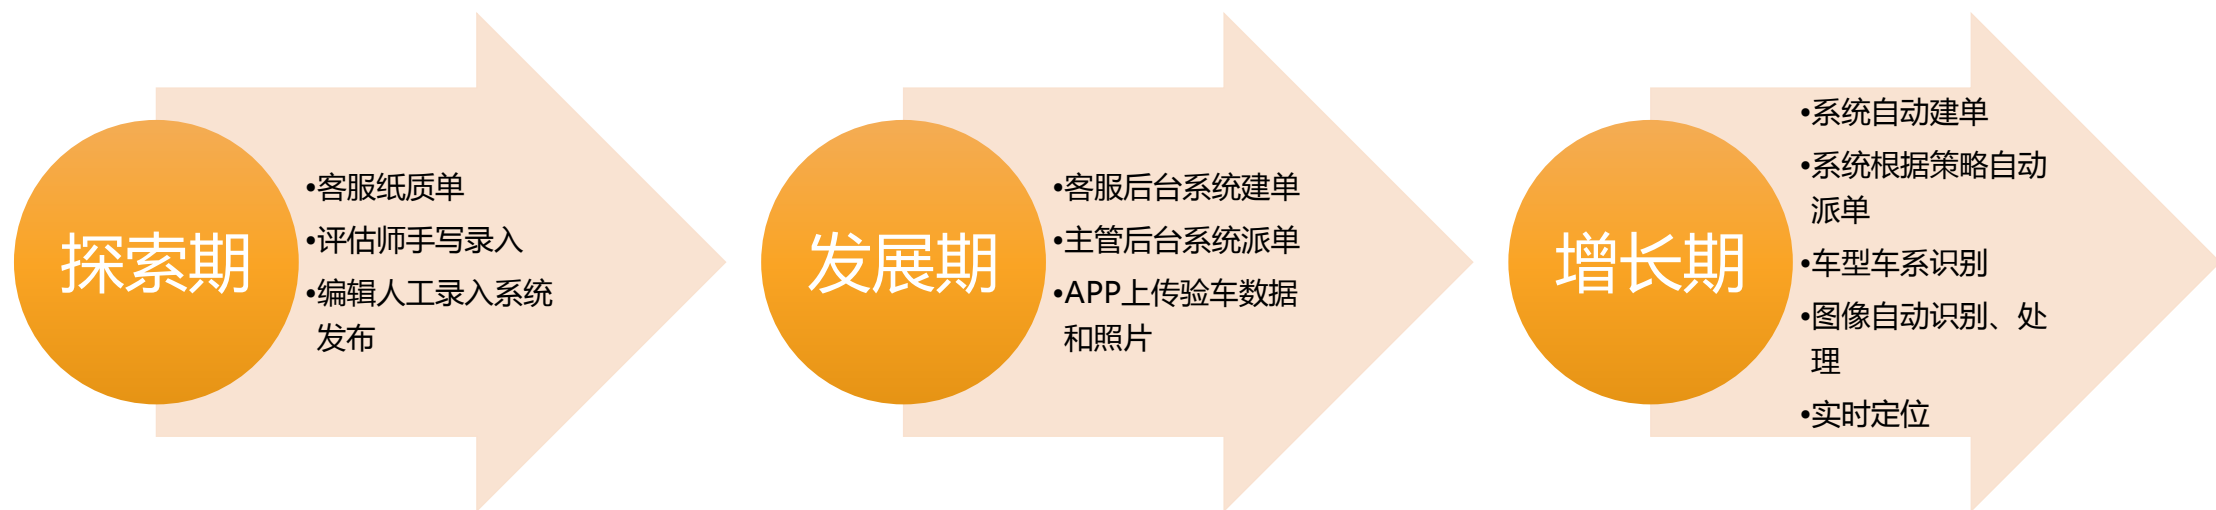 探索期
•客服纸质单
•评估师手写录入
•编辑人工录入系统
发布
发展期
•客服后台系统建单
•主管后台系统派单
•APP上传验车数据
和照片
增长期
•系统自动建单
•系统根据策略自动
派单
•车型车系识别
•图像自动识别、处
理
•实时定位